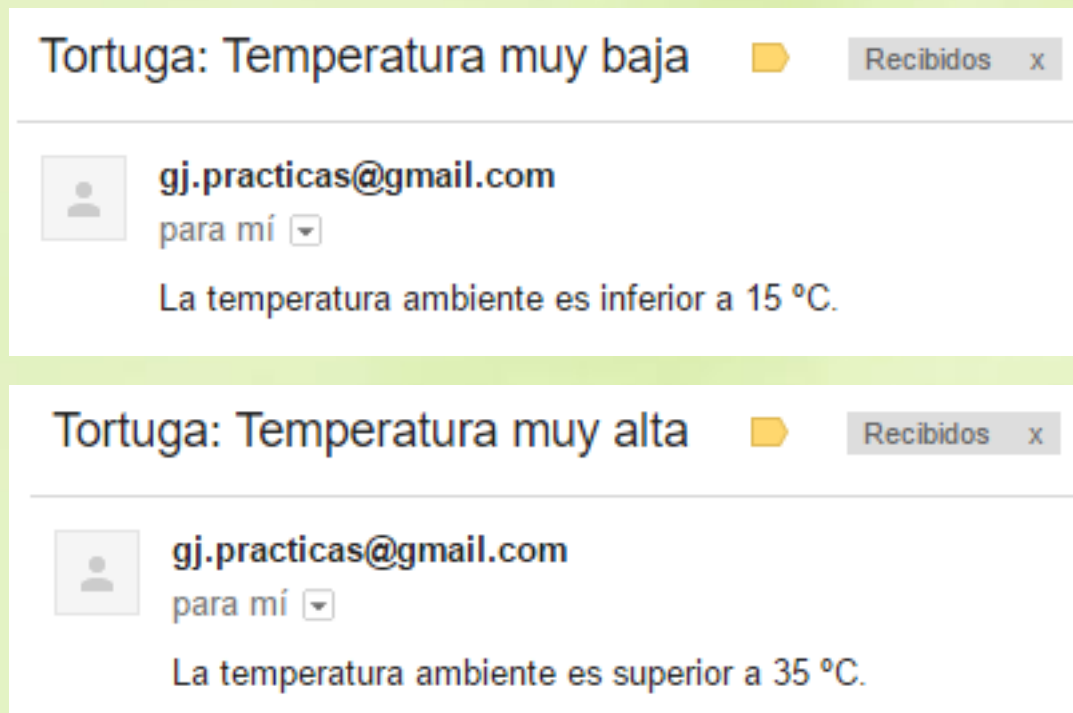 Tortuga: Temperatura muy baja Recibidos x
gj.practicas@gmail.com
para mí
La temperatura ambiente es inferior a 15 ºC.
Tortuga: Temperatura muy alta Recibidos x
gj.practicas@gmail.com
para mí
La temperatura ambiente es superior a 35 ºC.